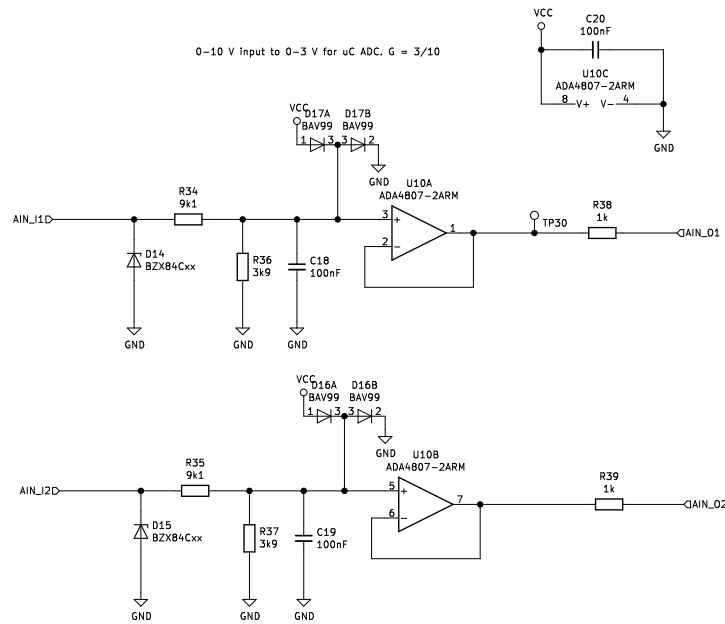 VCC
C20
100nF
0-10 V input to 0-3 V for uC ADC. G = 3/10
U10C
ADA4807-2ARM
8 V+ V- 4
GND
VCC
D17A D17B
BAV99 BAV99
1 3 3 2
GND
U10A
ADA4807-2ARM
R34
9k1
R38
1k
AIN_I1
3 +
1
TP30
AIN_O1
2 -
D14
BZX84Cxx
R36
3k9
C18
100nF
GND GND GND
VCC
D16A D16B
BAV99 BAV99
1 3 3 2
GND
U10B
ADA4807-2ARM
R35
9k1
R39
1k
AIN_I2
5 +
7
AIN_O2
6 -
D15
BZX84Cxx
R37
3k9
C19
100nF
GND GND GND